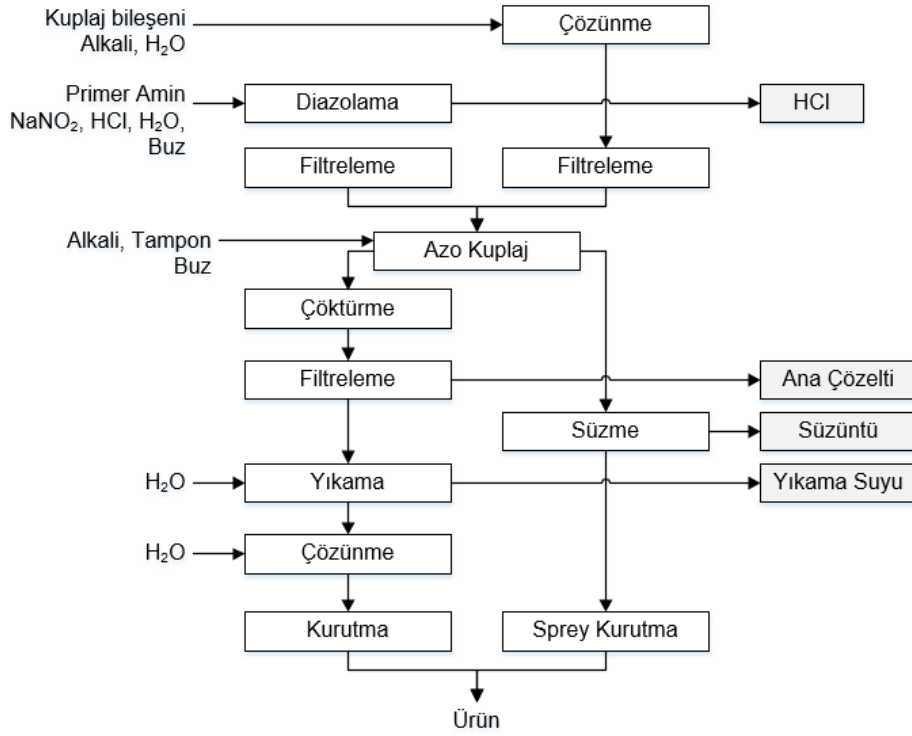 Kuplaj bileşeni
Alkali, H₂O
Çözünme
Primer Amin
NaNO₂, HCl, H₂O,
Buz
Diazolama
HCl
Filtreleme
Filtreleme
Alkali, Tampon
Buz
Azo Kuplaj
Çöktürme
Filtreleme
Ana Çözelti
Süzme
Süzüntü
H₂O
Yıkama
Yıkama Suyu
H₂O
Çözünme
Kurutma
Sprey Kurutma
Ürün